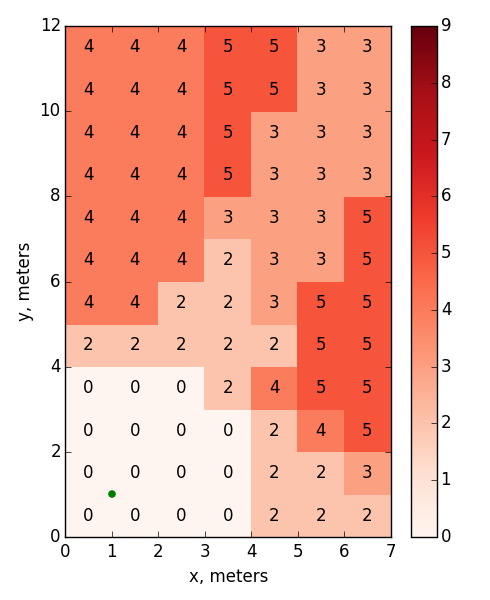 12
4 4 4 5 5 3 3
9
4 4 4 5 5 3 3
8
10
4 4 4 5 3 3 3
7
4 4 4 5 3 3 3
8
6
4 4 4 3 3 3 5
5
4 4 4 2 3 3 5
6
4
4 4 2 2 3 5 5
2 2 2 2 2 5 5
3
4
0 0 0 2 4 5 5
2
0 0 0 0 2 4 5
2
1
0 0 0 0 2 2 3
0 0 0 0 2 2 2
0
0
0 1 2 3 4 5 6 7
x, meters
y, meters